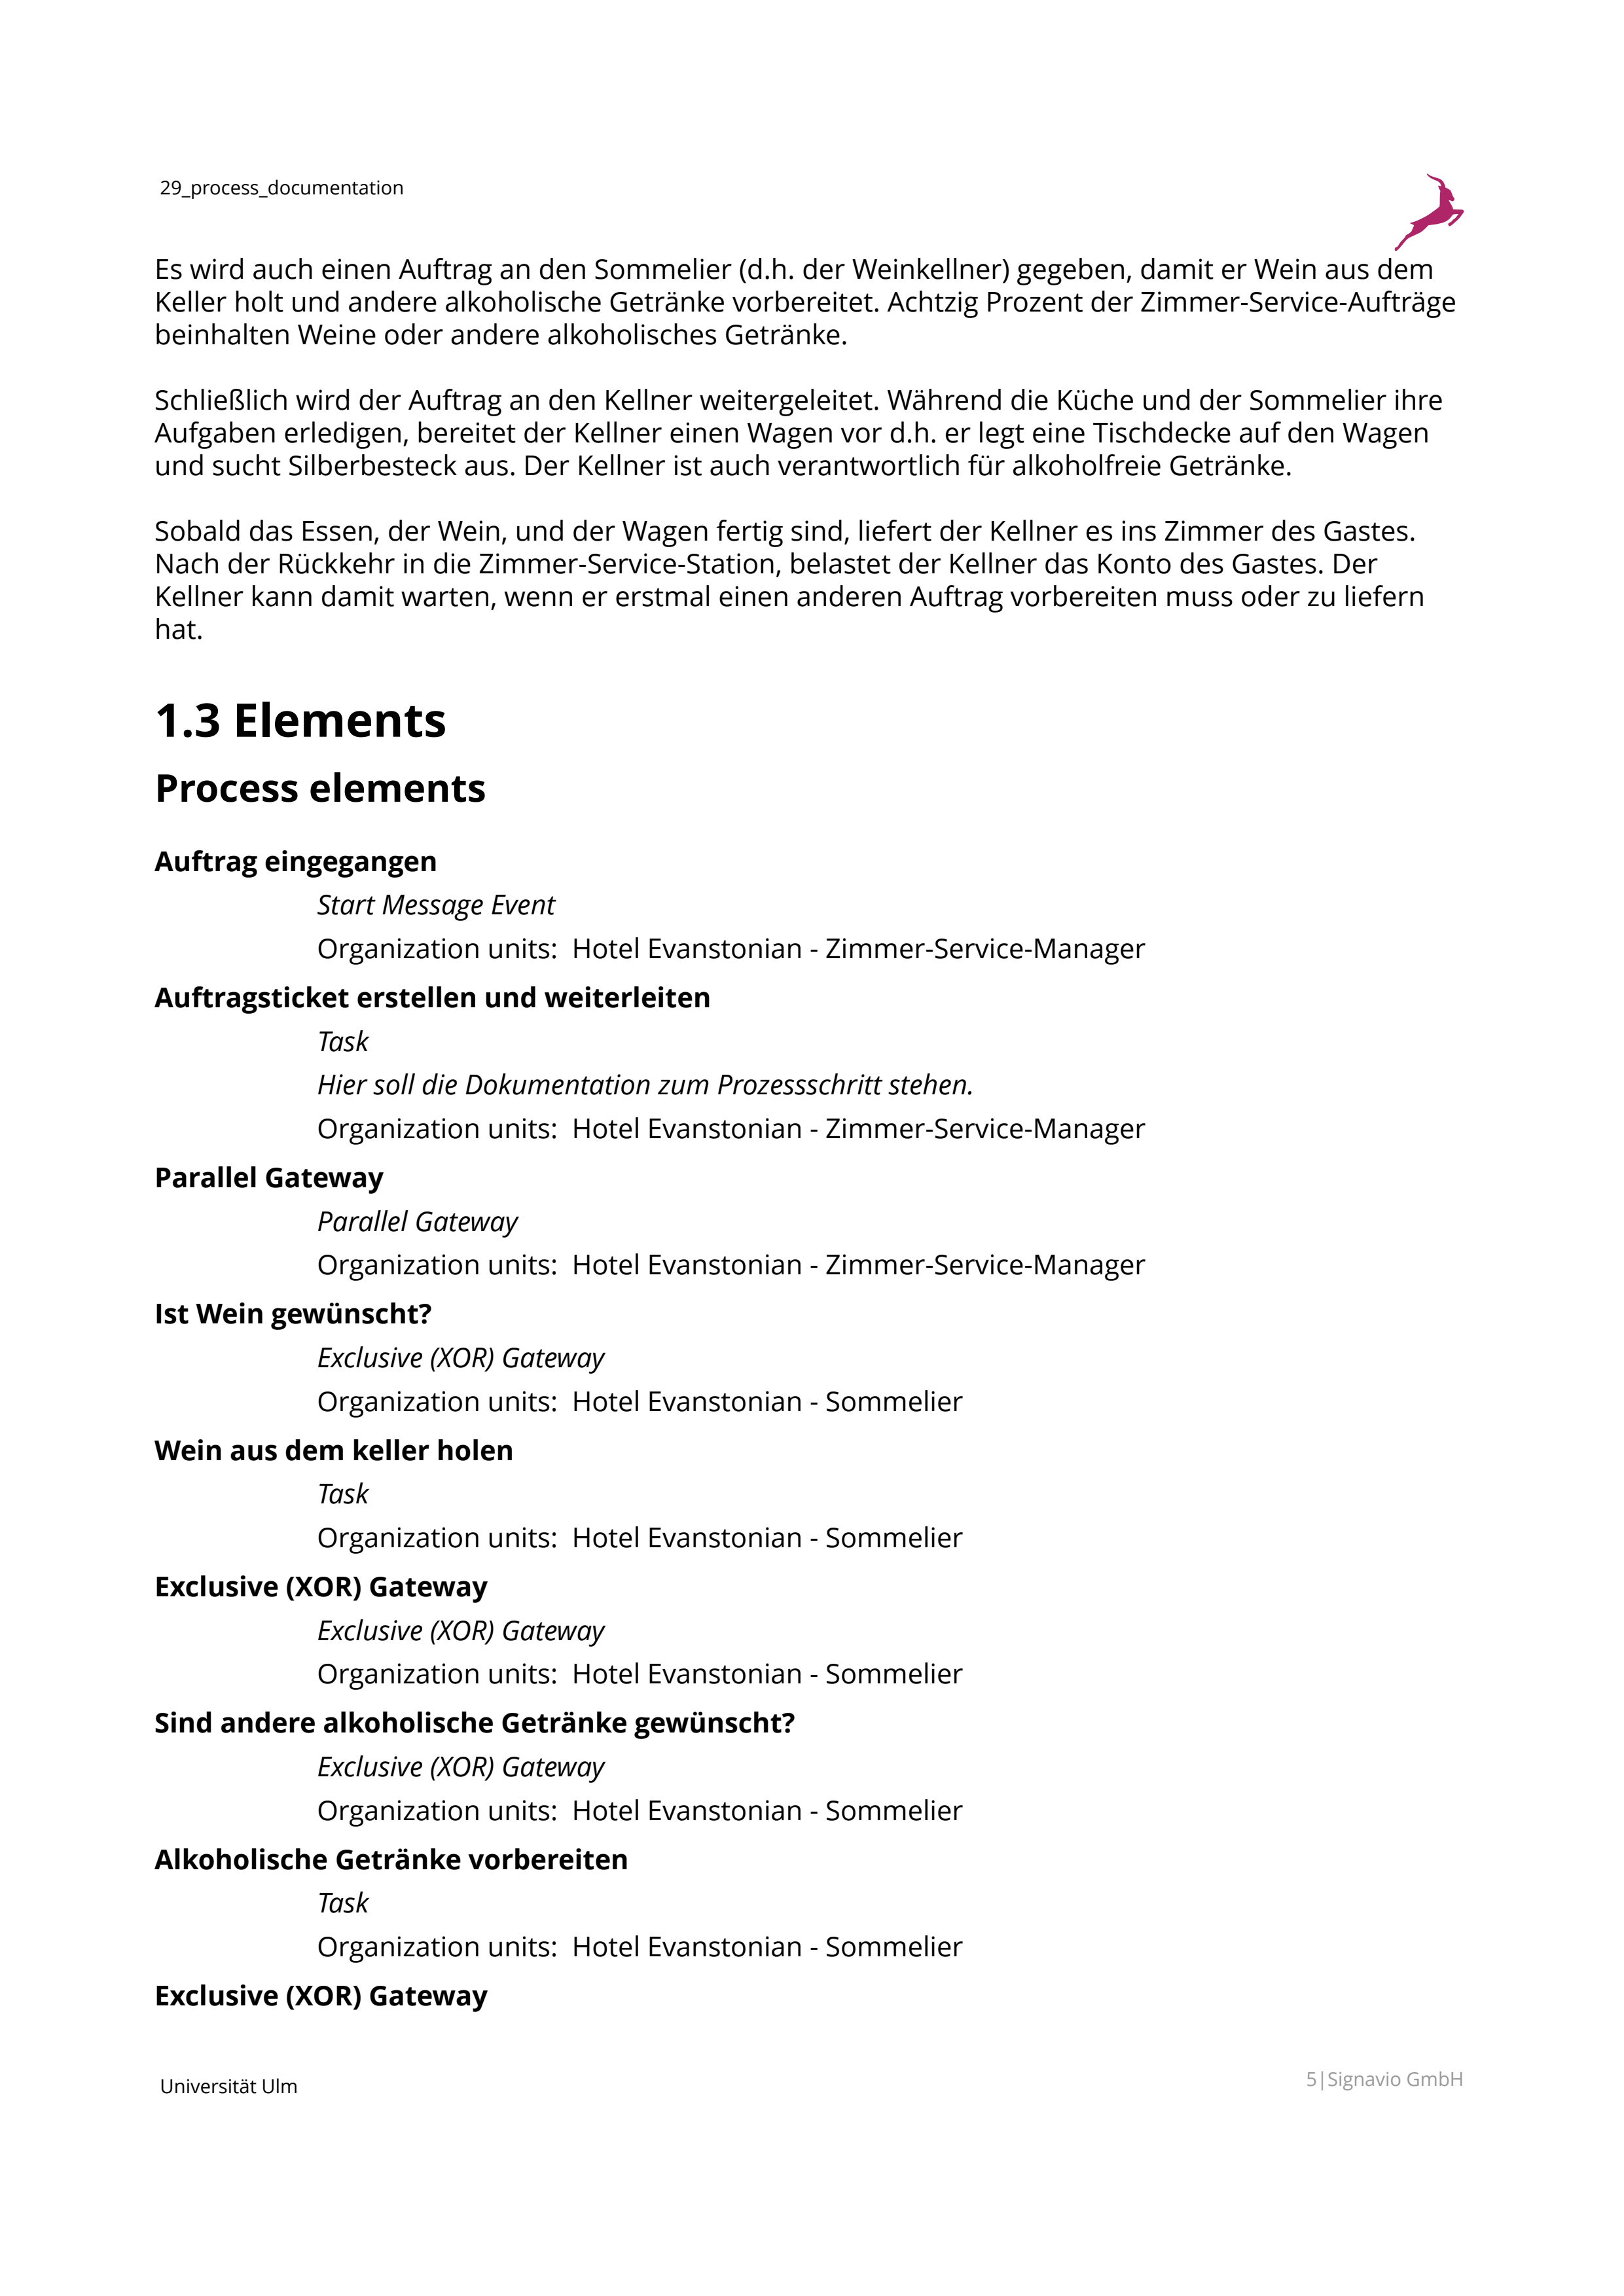 29_process_documentation
Es wird auch einen Auftrag an den Sommelier (d.h. der Weinkellner) gegeben, damit er Wein aus dem
Keller holt und andere alkoholische Getränke vorbereitet. Achtzig Prozent der Zimmer-Service-Aufträge
beinhalten Weine oder andere alkoholisches Getränke.
Schließlich wird der Auftrag an den Kellner weitergeleitet. Während die Küche und der Sommelier ihre
Aufgaben erledigen, bereitet der Kellner einen Wagen vor d.h. er legt eine Tischdecke auf den Wagen
und sucht Silberbesteck aus. Der Kellner ist auch verantwortlich für alkoholfreie Getränke.
Sobald das Essen, der Wein, und der Wagen fertig sind, liefert der Kellner es ins Zimmer des Gastes.
Nach der Rückkehr in die Zimmer-Service-Station, belastet der Kellner das Konto des Gastes. Der
Kellner kann damit warten, wenn er erstmal einen anderen Auftrag vorbereiten muss oder zu liefern
hat.
1.3 Elements
Process elements
Auftrag eingegangen
Start Message Event
Organization units: Hotel Evanstonian - Zimmer-Service-Manager
Auftragsticket erstellen und weiterleiten
Task
Hier soll die Dokumentation zum Prozessschritt stehen.
Organization units: Hotel Evanstonian - Zimmer-Service-Manager
Parallel Gateway
Parallel Gateway
Organization units: Hotel Evanstonian - Zimmer-Service-Manager
Ist Wein gewünscht?
Exclusive (XOR) Gateway
Organization units: Hotel Evanstonian - Sommelier
Wein aus dem keller holen
Task
Organization units: Hotel Evanstonian - Sommelier
Exclusive (XOR) Gateway
Exclusive (XOR) Gateway
Organization units: Hotel Evanstonian - Sommelier
Sind andere alkoholische Getränke gewünscht?
Exclusive (XOR) Gateway
Organization units: Hotel Evanstonian - Sommelier
Alkoholische Getränke vorbereiten
Task
Organization units: Hotel Evanstonian - Sommelier
Exclusive (XOR) Gateway
Universität Ulm
5|Signavio GmbH